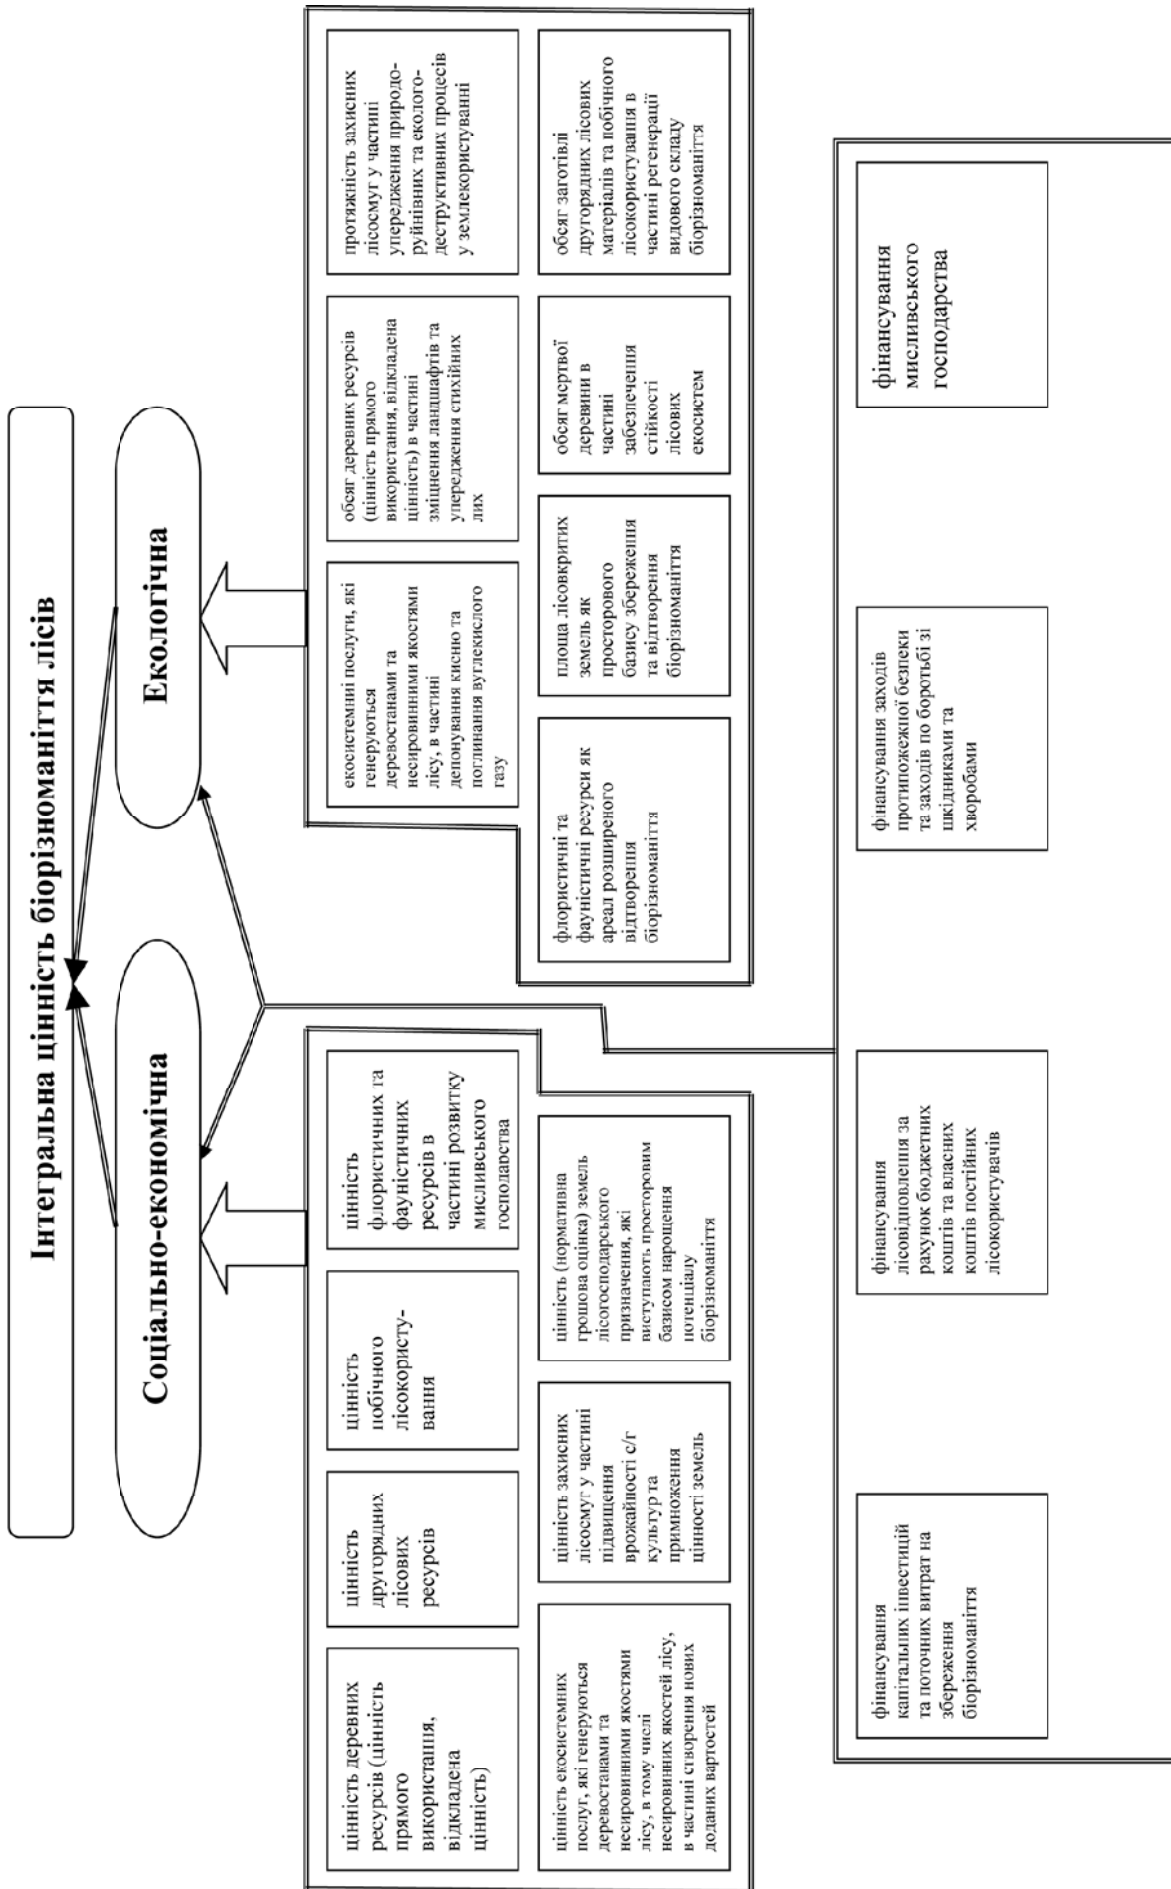 Інтегральна цінність біорізноманіття лісів
Соціально-економічна
Екологічна
цінність деревних
ресурсів (цінність
прямого
використання,
відкладена
цінність)
цінність
другорядних
лісових
ресурсів
цінність
побічного
лісокористу-
вання
цінність
флористичних та
фауністичних
ресурсів в
частині розвитку
мисливського
господарства
цінність екосистемних
послуг, які генеруються
деревостанами та
несировинними якостями
лісу, в тому числі
несировинних якостей лісу,
в частині створення нових
доданих вартостей
цінність захисних
лісосмуг у частині
підвищення
врожайності с/г
культур та
примноження
цінності земель
цінність (нормативна
грошова оцінка) земель
лісогосподарського
призначення, які
виступають просторовим
базисом нарощення
потенціалу
біорізноманіття
екосистемні послуги, які
генеруються
деревостанами та
несировинними якостями
лісу, в частині
депонування кисню та
поглинання вуглекислого
газу
обсяг деревних ресурсів
(цінність прямого
використання, відкладена
цінність) в частині
зміцнення ландшафтів та
упередження стихійних
лих
протяжність захисних
лісосмуг у частині
упередження природо-
руйнівних та еколого-
деструктивних процесів
у землекористуванні
флористичні та
фауністичні ресурси як
ареал розширеного
відтворення
біорізноманіття
площа лісовкритих
земель як
просторового
базису збереження
та відтворення
біорізноманіття
обсяг мертвої
деревини в
частині
забезпечення
стійкості
лісових
екосистем
обсяг заготівлі
другорядних лісових
матеріалів та побічного
лісокористування в
частині регенерації
видового складу
біорізноманіття
фінансування
капітальних інвестицій
та поточних витрат на
збереження
біорізноманіття
фінансування
лісовідновлення за
рахунок бюджетних
коштів та власних
коштів постійних
лісокористувачів
фінансування заходів
протипожежної безпеки
та заходів по боротьбі зі
шкідниками та
хворобами
фінансування
мисливського
господарства